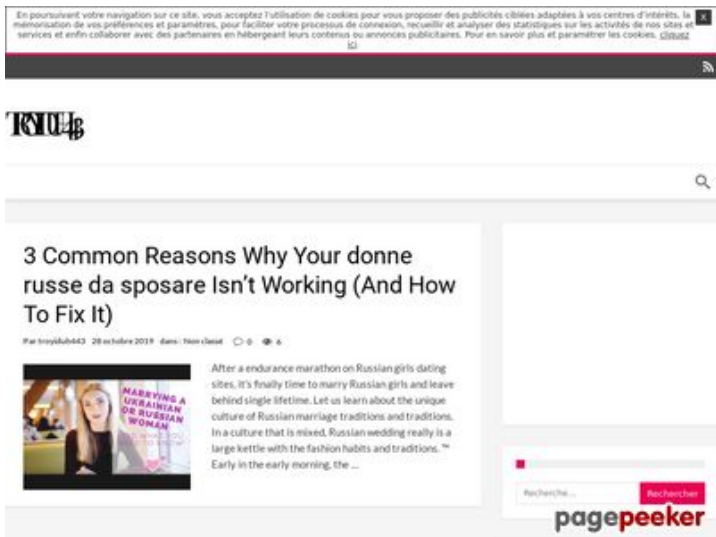 En poursuivant votre navigation sur ce site, vous acceptez l'utilisation de cookies pour vous proposer des publicités ciblées adaptées à vos centres d'intérêts, la
mémorisation de vos préférences et paramètres, pour faciliter votre processus de connexion, recueillir et analyser des statistiques sur les activités de nos sites et
services et enfin collaborer avec des partenaires en hébergeant leurs contenus ou annonces publicitaires. Pour en savoir plus et paramétrer les cookies, cliquez
ici
X
3 Common Reasons Why Your donne
russe da sposare Isn't Working (And How
To Fix It)
Par troyiduh443 28 octobre 2019 dans : Non classé 0 6
MARRYING A
UKRAINIAN
OR RUSSIAN
WOMAN
After a endurance marathon on Russian girls dating
sites, it's finally time to marry Russian girls and leave
behind single lifetime. Let us learn about the unique
culture of Russian marriage traditions and traditions.
In a culture that is mixed, Russian wedding really is a
large kettle with the fashion habits and traditions. ™
Early in the early morning, the ...
Recherche...
Rechercher
pagepeeker